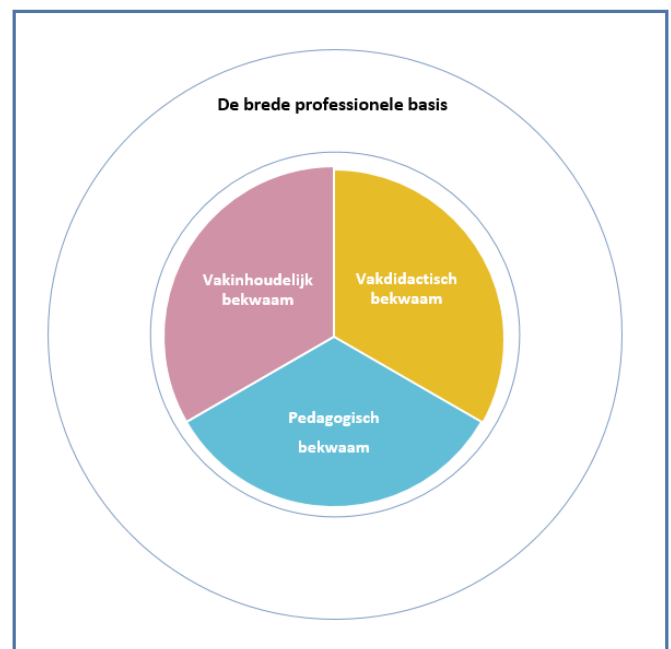 De brede professionele basis
Vakinhoudelijk
bekwaam
Vakdidactisch
bekwaam
Pedagogisch
bekwaam